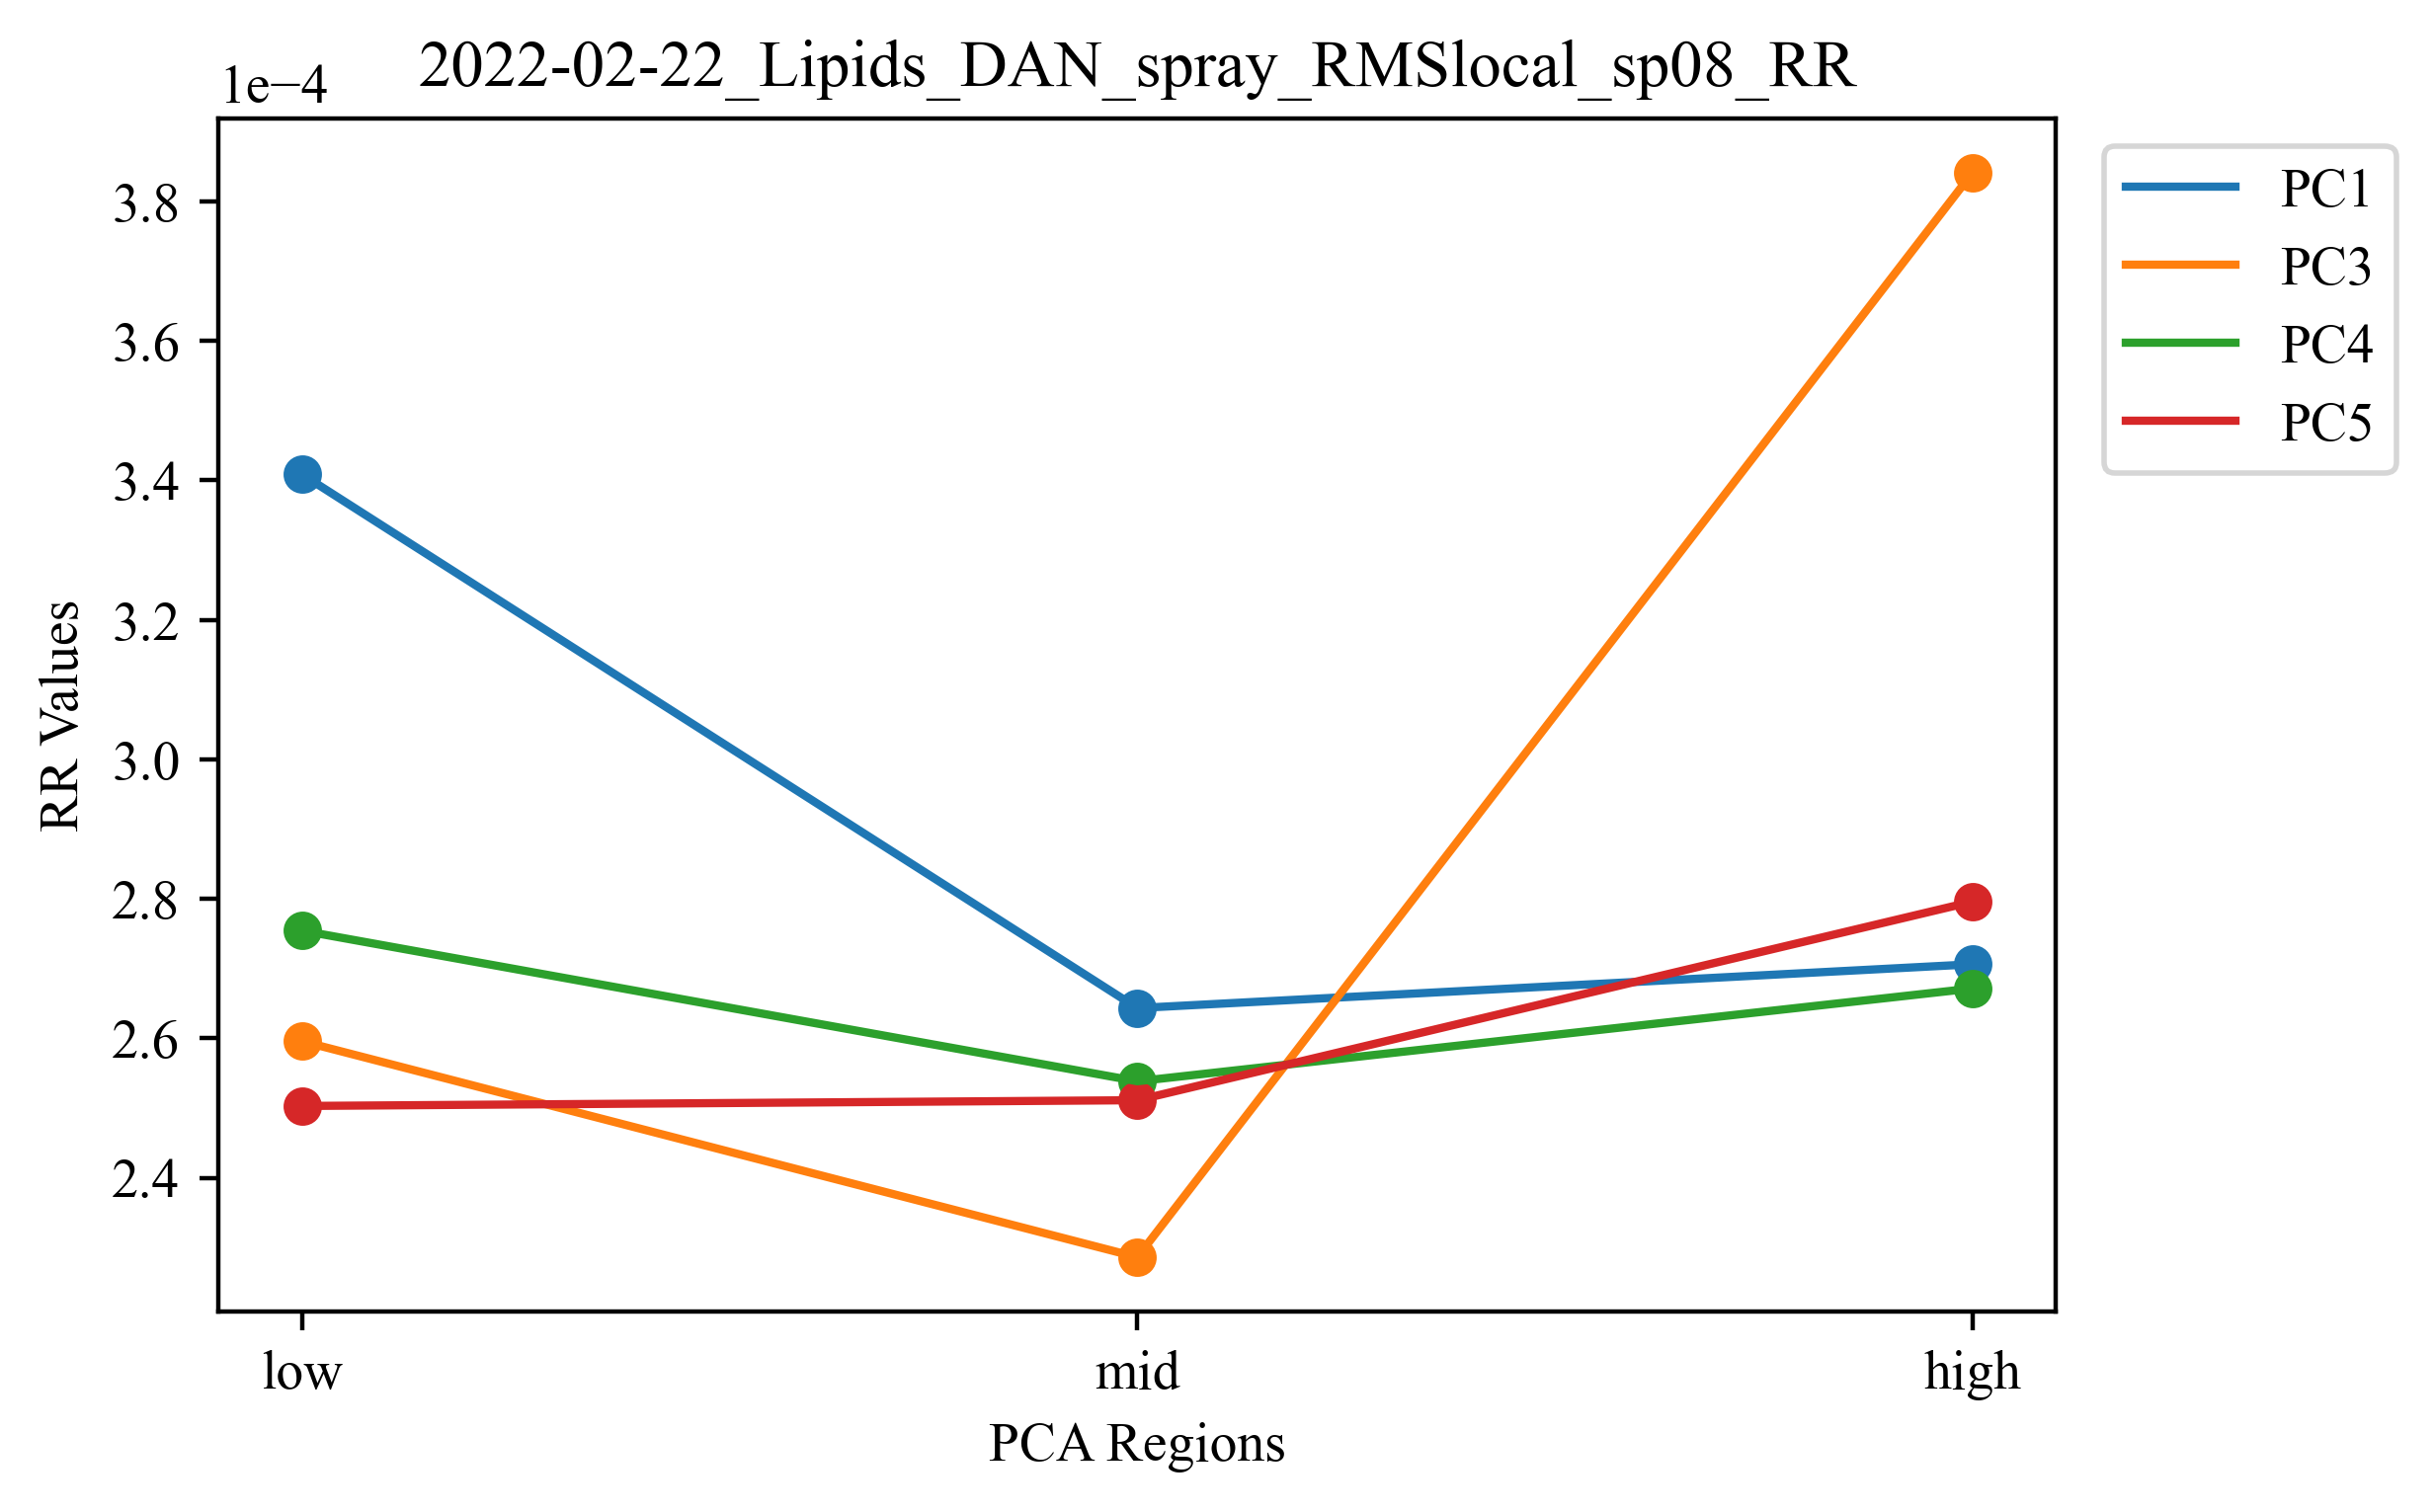 2022-02-22_Lipids_DAN_spray_RMSlocal_sp08_RR
1e−4
3.8
3.6
3.4
3.2
3.0
2.8
2.6
2.4
RR Values
low
mid
high
PCA Regions
PC1
PC3
PC4
PC5